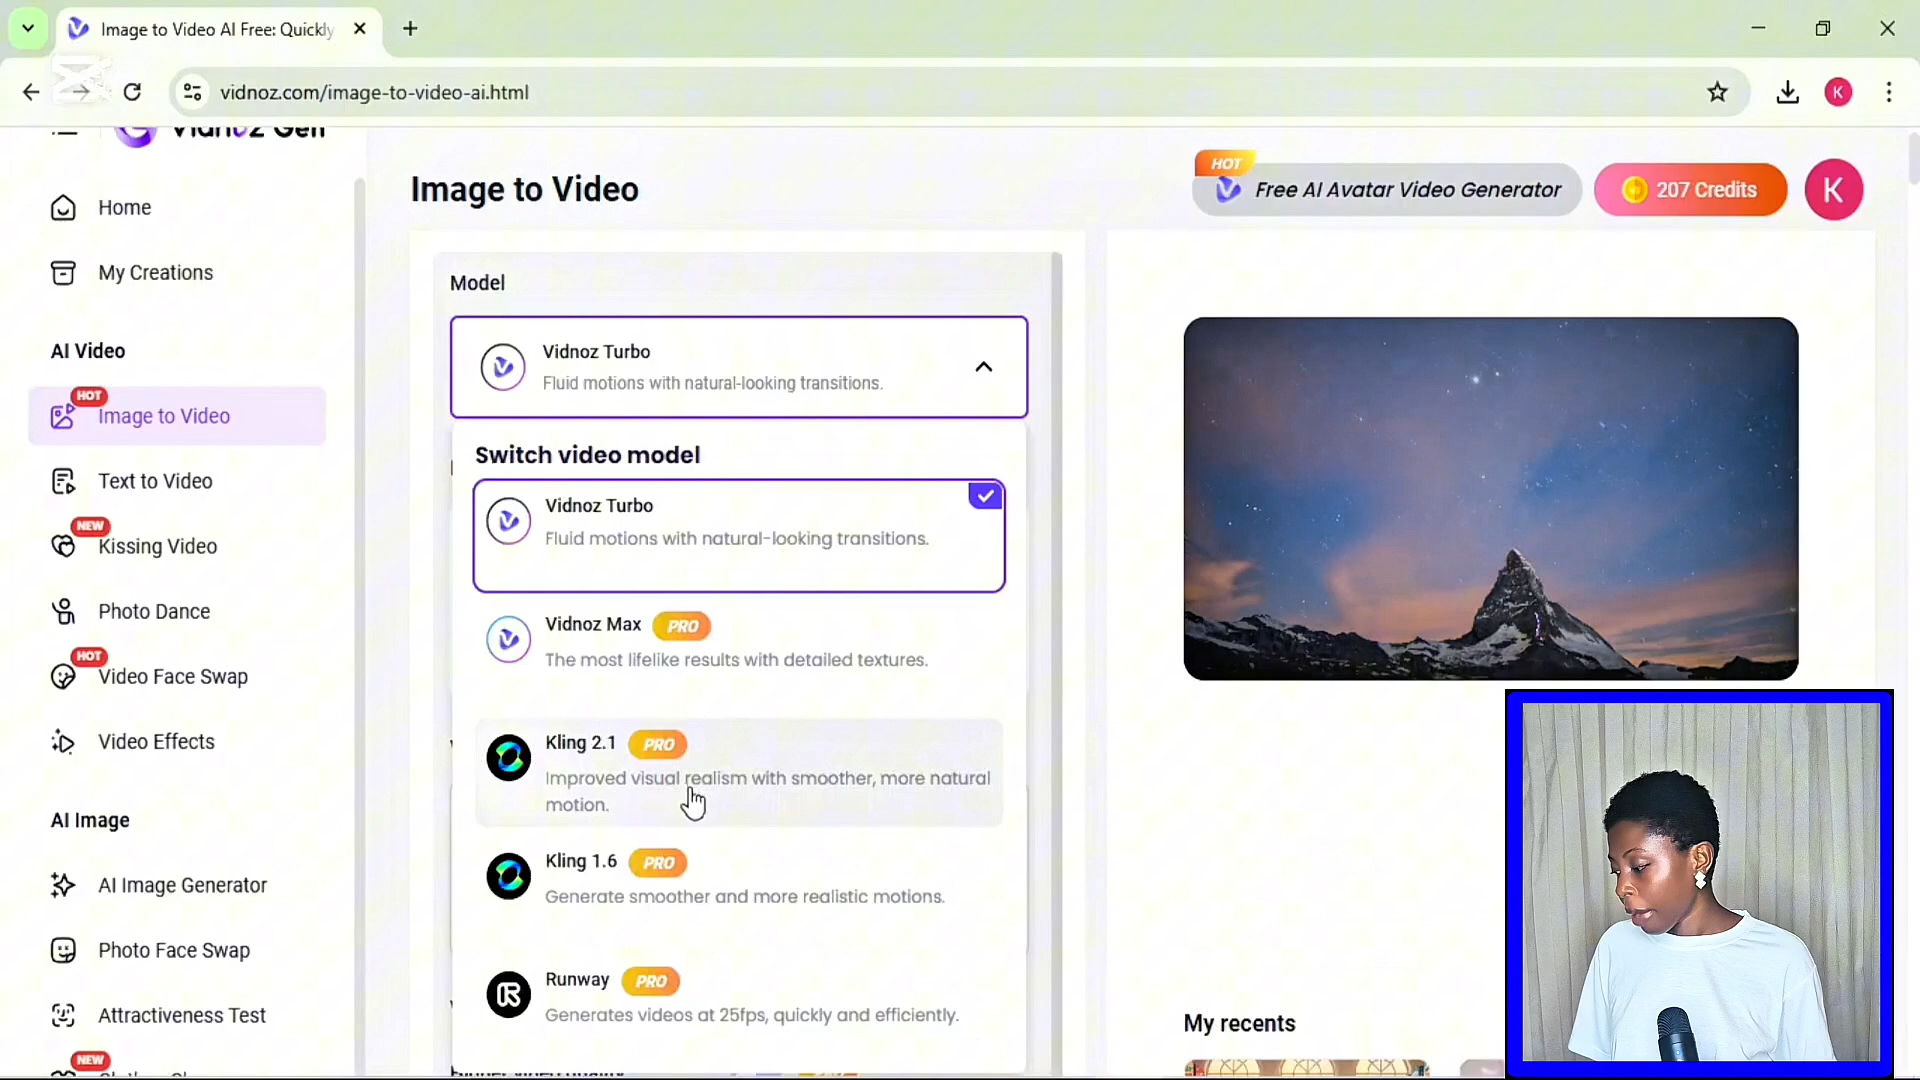 Image to Video AI Free: Quickly
vidnoz.com/image-to-video-ai.html
K
Vidnoz Gen
Home
My Creations
AI Video
HOT
Image to Video
Text to Video
NEW
Kissing Video
Photo Dance
HOT
Video Face Swap
Video Effects
AI Image
AI Image Generator
Photo Face Swap
Attractiveness Test
NEW
Image to Video
HOT
Free AI Avatar Video Generator
207 Credits
K
Model
Vidnoz Turbo
Fluid motions with natural-looking transitions.
Switch video model
Vidnoz Turbo
Fluid motions with natural-looking transitions.
Vidnoz Max PRO
The most lifelike results with detailed textures.
Kling 2.1 PRO
Improved visual realism with smoother, more natural
motion.
Kling 1.6 PRO
Generate smoother and more realistic motions.
Runway PRO
Generates videos at 25fps, quickly and efficiently.
My recents